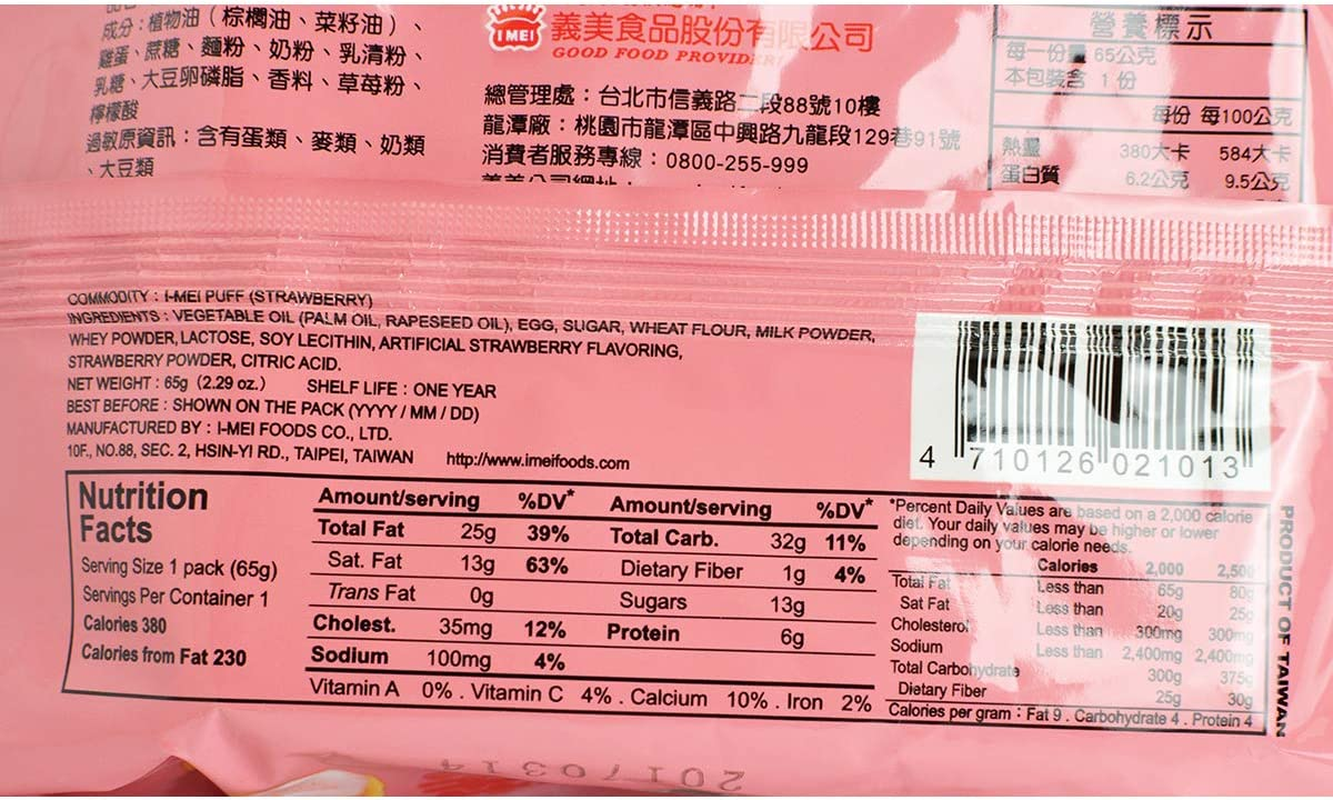 成分：植物油（棕櫚油、菜籽油）、
雞蛋、蔗糖、麵粉、奶粉、乳清粉、
乳糖、大豆卵磷脂、香料、草莓粉、
檸檬酸
過敏原資訊：含有蛋類、麥類、奶類
、大豆類
I MEI 義美食品股份有限公司
GOOD FOOD PROVIDER!
總管理處：台北市信義路二段88號10樓
龍潭廠：桃園市龍潭區中興路九龍段129巷91號
消費者服務專線：0800-255-999
義美公司網址：
營養標示
每一份量 65公克
本包裝含 1 份
每份 每100公克
熱量 380大卡 584大卡
蛋白質 6.2公克 9.5公克
COMMODITY : I-MEI PUFF (STRAWBERRY)
INGREDIENTS : VEGETABLE OIL (PALM OIL, RAPESEED OIL), EGG, SUGAR, WHEAT FLOUR, MILK POWDER,
WHEY POWDER, LACTOSE, SOY LECITHIN, ARTIFICIAL STRAWBERRY FLAVORING,
STRAWBERRY POWDER, CITRIC ACID.
NET WEIGHT : 65g (2.29 oz.) SHELF LIFE : ONE YEAR
BEST BEFORE : SHOWN ON THE PACK (YYYY / MM / DD)
MANUFACTURED BY : I-MEI FOODS CO., LTD.
10F., NO.88, SEC. 2, HSIN-YI RD., TAIPEI, TAIWAN http://www.imeifoods.com
4 710126 021013
Nutrition
Facts
Serving Size 1 pack (65g)
Servings Per Container 1
Calories 380
Calories from Fat 230
Amount/serving %DV* Amount/serving %DV*
Total Fat 25g 39% Total Carb. 32g 11%
Sat. Fat 13g 63% Dietary Fiber 1g 4%
Trans Fat 0g Sugars 13g
Cholest. 35mg 12% Protein 6g
Sodium 100mg 4%
Vitamin A 0% . Vitamin C 4% . Calcium 10% . Iron 2%
*Percent Daily Values are based on a 2,000 calorie
diet. Your daily values may be higher or lower
depending on your calorie needs.
Calories 2,000 2,500
Total Fat Less than 65g 80g
Sat Fat Less than 20g 25g
Cholesterol Less than 300mg 300mg
Sodium Less than 2,400mg 2,400mg
Total Carbohydrate 300g 375g
Dietary Fiber 25g 30g
Calories per gram : Fat 9 . Carbohydrate 4 . Protein 4
PRODUCT OF TAIWAN
20170314